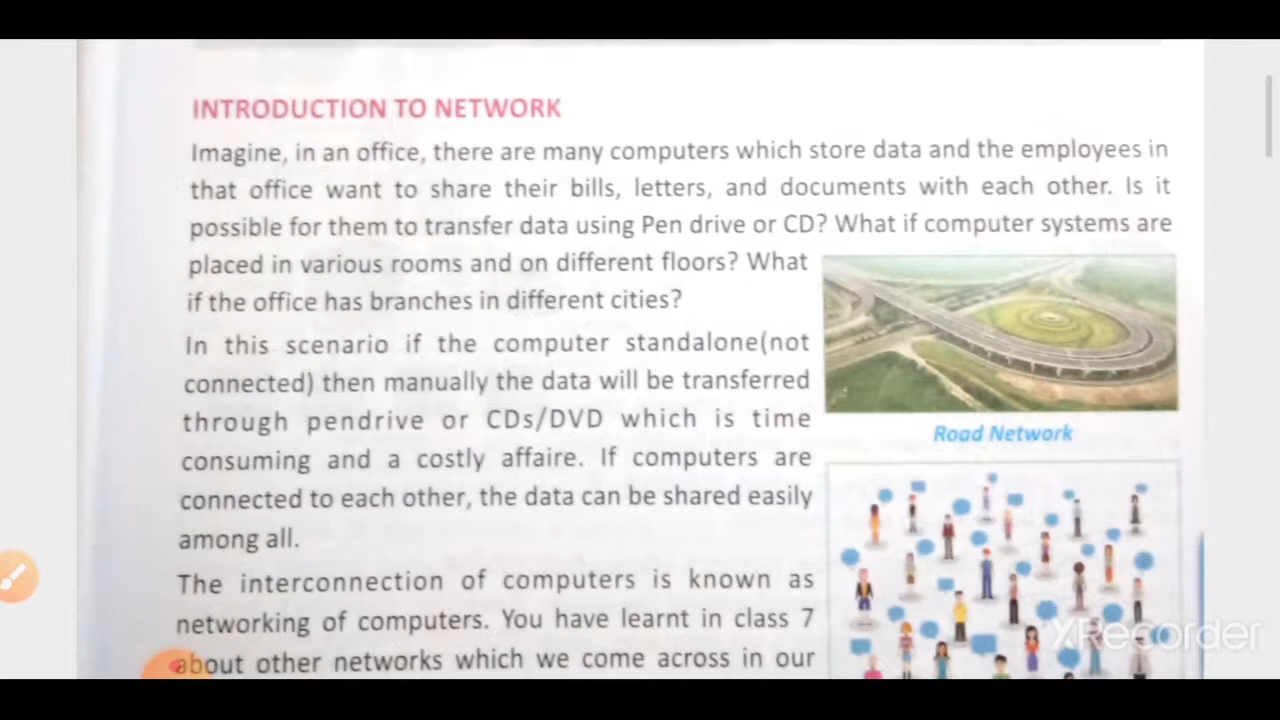 INTRODUCTION TO NETWORK
Imagine, in an office, there are many computers which store data and the employees in
that office want to share their bills, letters, and documents with each other. Is it
possible for them to transfer data using Pen drive or CD? What if computer systems are
placed in various rooms and on different floors? What
if the office has branches in different cities?
In this scenario if the computer standalone(not
connected) then manually the data will be transferred
through pendrive or CDs/DVD which is time
consuming and a costly affaire. If computers are
connected to each other, the data can be shared easily
among all.
The interconnection of computers is known as
networking of computers. You have learnt in class 7
about other networks which we come across in our
Road Network
XRecorder